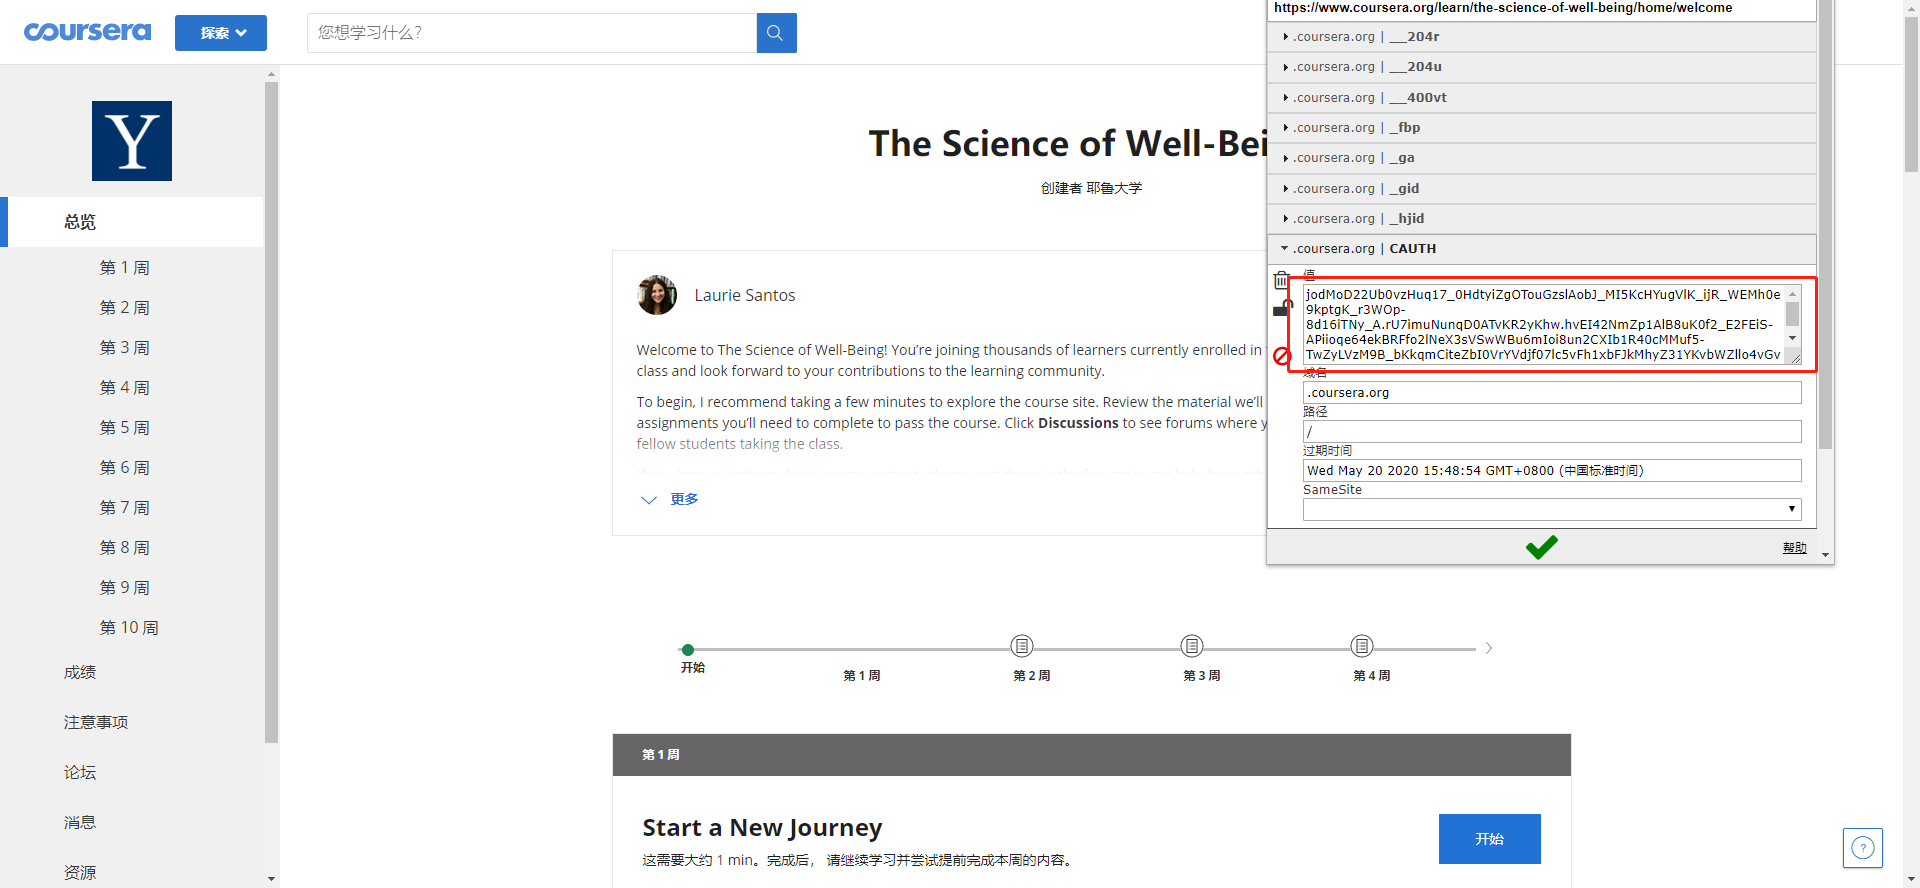 coursera
探索
您想学习什么？
总览
第 1 周
第 2 周
第 3 周
第 4 周
第 5 周
第 6 周
第 7 周
第 8 周
第 9 周
第 10 周
成绩
注意事项
论坛
消息
资源
Y
The Science of Well-Bei
创建者 耶鲁大学
Laurie Santos
Welcome to The Science of Well-Being! You’re joining thousands of learners currently enrolled in
class and look forward to your contributions to the learning community.
To begin, I recommend taking a few minutes to explore the course site. Review the material we’ll
assignments you’ll need to complete to pass the course. Click Discussions to see forums where y
fellow students taking the class.
更多
开始
第 1 周
第 2 周
第 3 周
第 4 周
第 1 周
Start a New Journey
这需要大约 1 min。完成后， 请继续学习并尝试提前完成本周的内容。
开始
https://www.coursera.org/learn/the-science-of-well-being/home/welcome
.coursera.org | __204r
.coursera.org | __204u
.coursera.org | __400vt
.coursera.org | _fbp
.coursera.org | _ga
.coursera.org | _gid
.coursera.org | _hjid
.coursera.org | CAUTH
值
jodMoD22Ub0vzHuq17_0HdtyiZgOTouGzslAobJ_MI5KcHYugVlK_ijR_WEMh0e
9kptgK_r3WOp-
8d16iTNy_A.rU7imuNunqD0ATvKR2yKhw.hvEI42NmZp1AlB8uK0f2_E2FEiS-
APiioqe64ekBRFfo2lNeX3sVSwWBu6mIoi8un2CXIb1R40cMMuf5-
TwZyLVzM9B_bKkqmCiteZbI0VrYVdjf07lc5vFh1xbFJkMhyZ31YKvbWZllo4vGv
域名
.coursera.org
路径
/
过期时间
Wed May 20 2020 15:48:54 GMT+0800 (中国标准时间)
SameSite
帮助
?